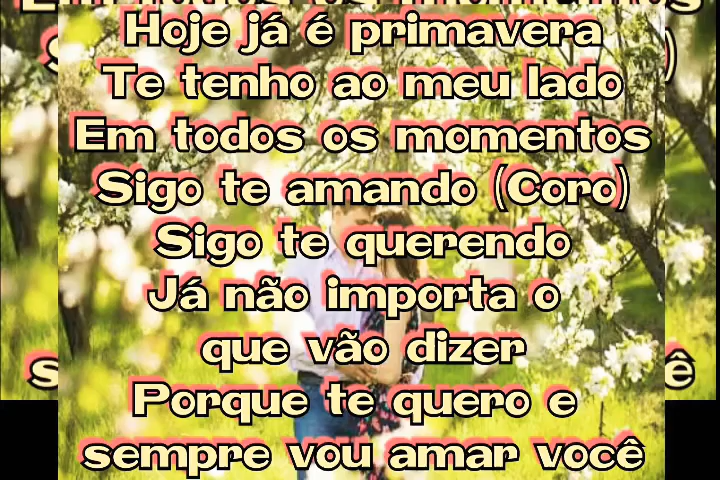 Hoje já é primavera
Te tenho ao meu lado
Em todos os momentos
Sigo te amando (Coro)
Sigo te querendo
Já não importa o
que vão dizer
Porque te quero e
sempre vou amar você